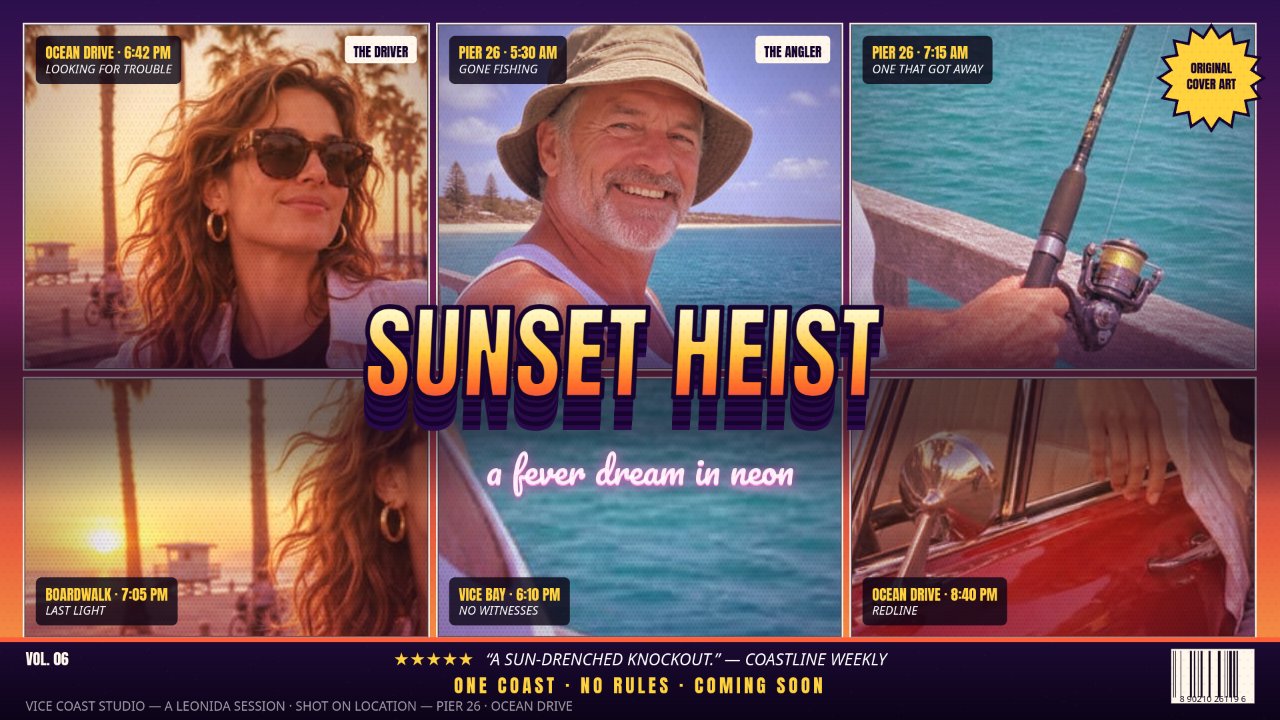 OCEAN DRIVE · 6:42 PM
LOOKING FOR TROUBLE
THE DRIVER
PIER 26 · 5:30 AM
GONE FISHING
THE ANGLER
PIER 26 · 7:15 AM
ONE THAT GOT AWAY
ORIGINAL
COVER ART
SUNSET HEIST
a fever dream in neon
BOARDWALK · 7:05 PM
LAST LIGHT
VICE BAY · 6:10 PM
NO WITNESSES
OCEAN DRIVE · 8:40 PM
REDLINE
VOL. 06
★★★★★ “A SUN-DRENCHED KNOCKOUT.” — COASTLINE WEEKLY
ONE COAST · NO RULES · COMING SOON
VICE COAST STUDIO — A LEONIDA SESSION · SHOT ON LOCATION — PIER 26 · OCEAN DRIVE
8 90210 26119 6